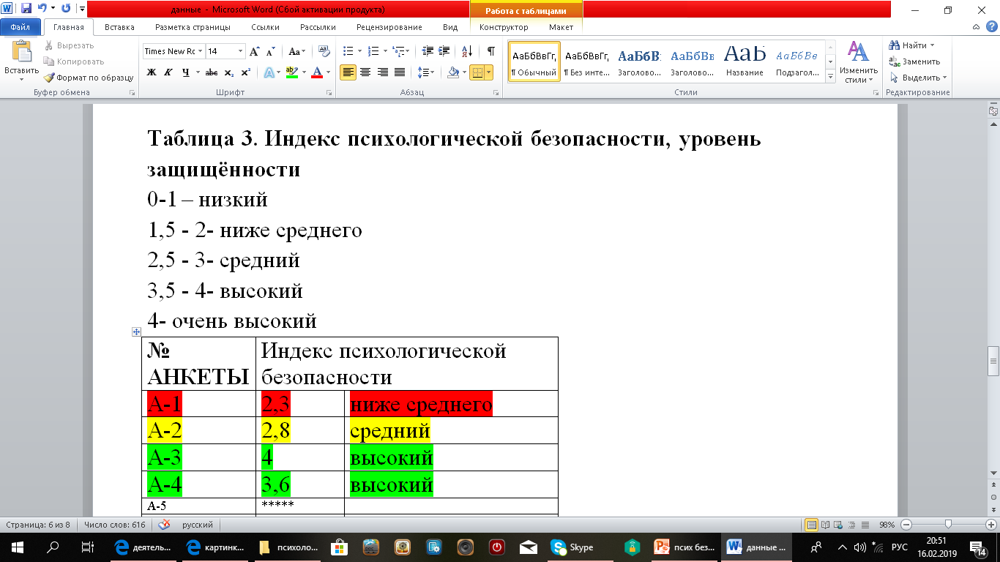 данные - Microsoft Word (Сбой активации продукта)
Работа с таблицами
Файл Главная Вставка Разметка страницы Ссылки Рассылки Рецензирование Вид Конструктор Макет
Вставить
Вырезать
Копировать
Формат по образцу
Буфер обмена
Times New Ro 14
Шрифт
Абзац
АаБбВвГг, АаБбВвГг, АаБбВ: АаБбВв АаБ АаБбВв
¶ Обычный ¶ Без инте... Заголово... Заголово... Название Подзагол...
Стили
Изменить стили
Найти
Заменить
Выделить
Редактирование
Таблица 3. Индекс психологической безопасности, уровень
защищённости
0-1 – низкий
1,5 - 2- ниже среднего
2,5 - 3- средний
3,5 - 4- высокий
4- очень высокий
№ АНКЕТЫ Индекс психологической безопасности
А-1 2,3 ниже среднего
А-2 2,8 средний
А-3 4 высокий
А-4 3,6 высокий
А-5 *****
Страница: 6 из 8 Число слов: 616 русский 98%
деятель... картинк... психоло... Skype псих без... данные ... РУС 20:51
16.02.2019 14